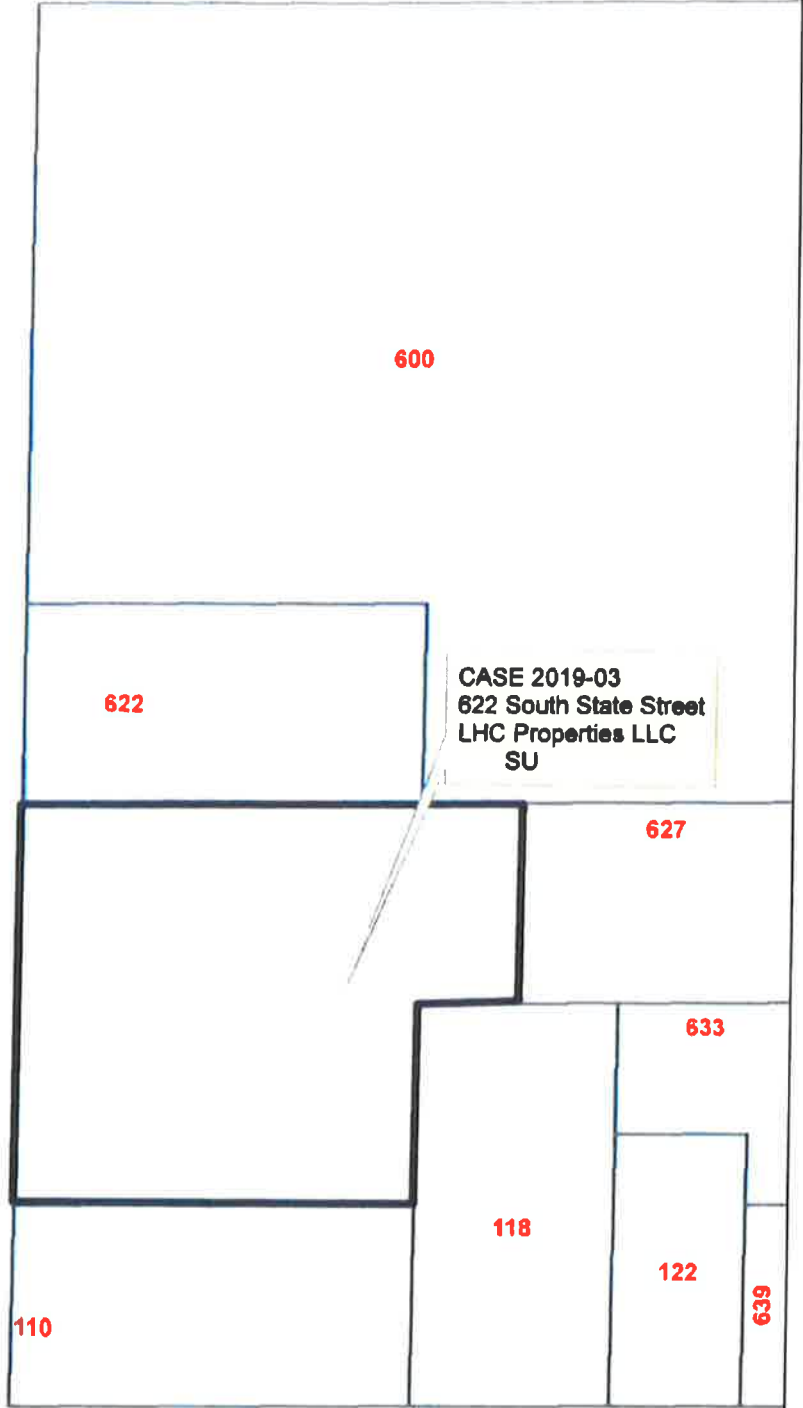 600
622
CASE 2019-03
622 South State Street
LHC Properties LLC
SU
627
633
118
122
639
110